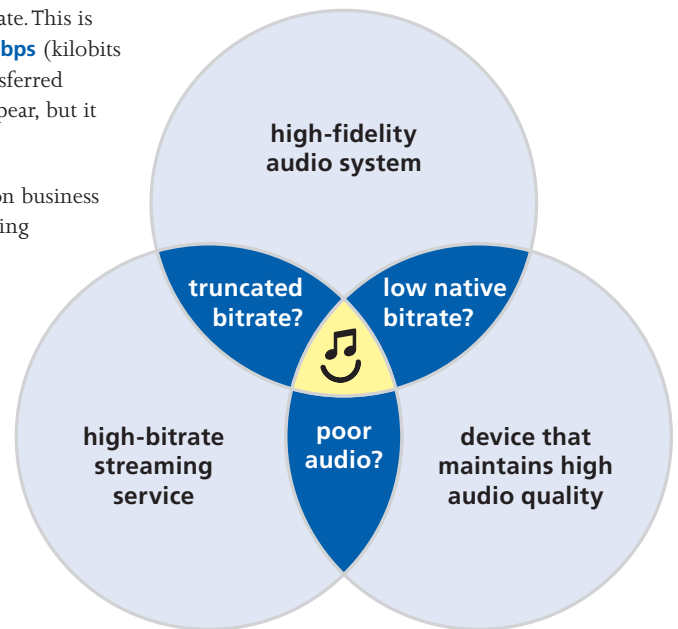 ate. This is
bps (kilobits
sferred
pear, but it
on business
ing
high-fidelity
audio system
truncated
bitrate?
low native
bitrate?
high-bitrate
streaming
service
poor
audio?
device that
maintains high
audio quality